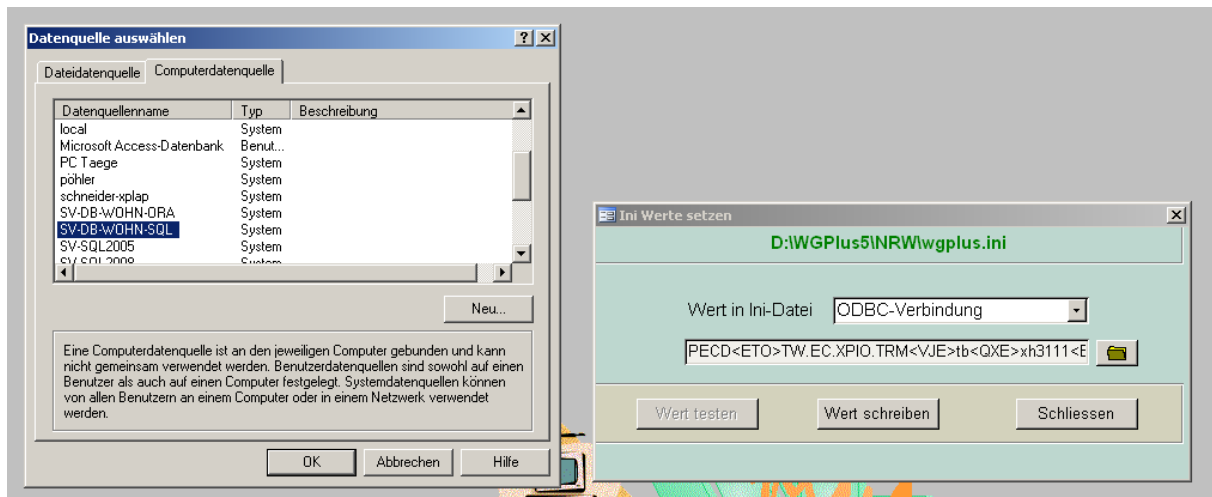 Datenquelle auswählen
Dateidatenquelle Computerdatenquelle
Datenquellenname Typ Beschreibung
local System
Microsoft Access-Datenbank Benut...
PC Taege System
pöhler System
schneider-xplap System
SV-DB-WOHN-ORA System
SV-DB-WOHN-SQL System
SV-SQL2005 System
SV-SQL2008 System
Neu...
Eine Computerdatenquelle ist an den jeweiligen Computer gebunden und kann
nicht gemeinsam verwendet werden. Benutzerdatenquellen sind sowohl auf einen
Benutzer als auch auf einen Computer festgelegt. Systemdatenquellen können
von allen Benutzern an einem Computer oder in einem Netzwerk verwendet
werden.
OK Abbrechen Hilfe
Ini Werte setzen
D:\WGPlus5\NRW\wgplus.ini
Wert in Ini-Datei ODBC-Verbindung
PECD<ETO>TW.EC.XPIO.TRM<VJE>tb<QXE>xh3111<E
Wert testen Wert schreiben Schliessen